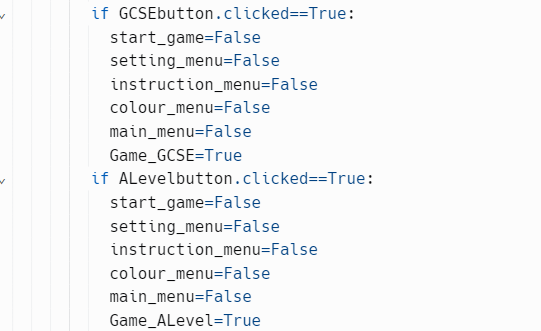 if GCSEbutton.clicked==True:
start_game=False
setting_menu=False
instruction_menu=False
colour_menu=False
main_menu=False
Game_GCSE=True
if ALevelbutton.clicked==True:
start_game=False
setting_menu=False
instruction_menu=False
colour_menu=False
main_menu=False
Game_ALevel=True